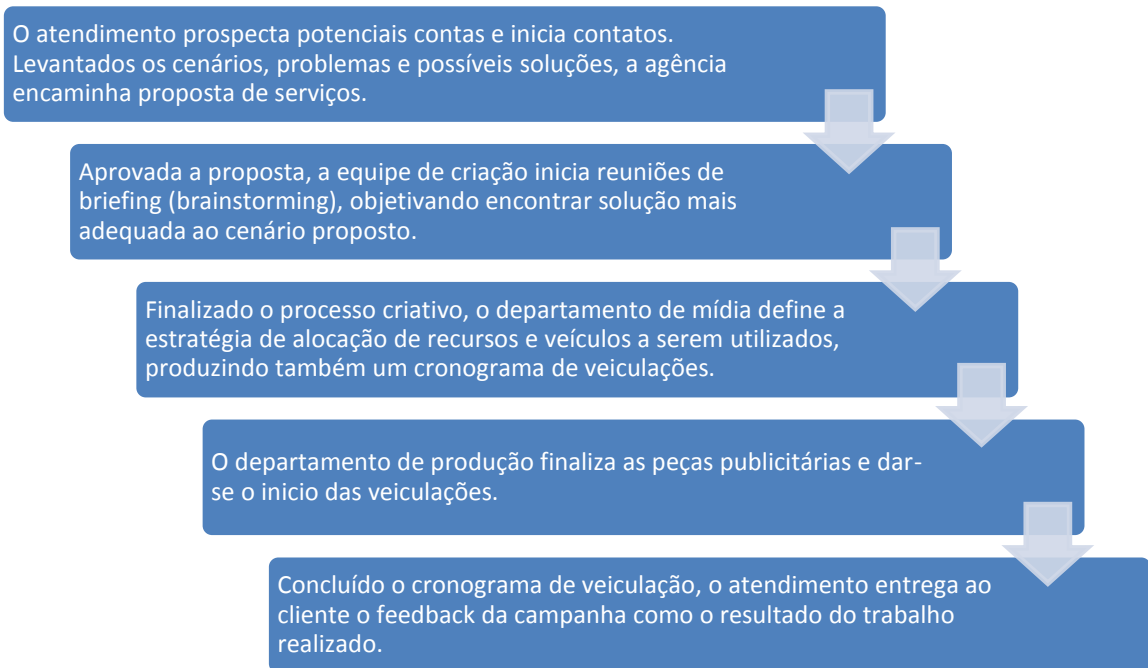 O atendimento prospecta potenciais contas e inicia contatos.
Levantados os cenários, problemas e possíveis soluções, a agência
encaminha proposta de serviços.
Aprovada a proposta, a equipe de criação inicia reuniões de
briefing (brainstorming), objetivando encontrar solução mais
adequada ao cenário proposto.
Finalizado o processo criativo, o departamento de mídia define a
estratégia de alocação de recursos e veículos a serem utilizados,
produzindo também um cronograma de veiculações.
O departamento de produção finaliza as peças publicitárias e dar-
se o inicio das veiculações.
Concluído o cronograma de veiculação, o atendimento entrega ao
cliente o feedback da campanha como o resultado do trabalho
realizado.